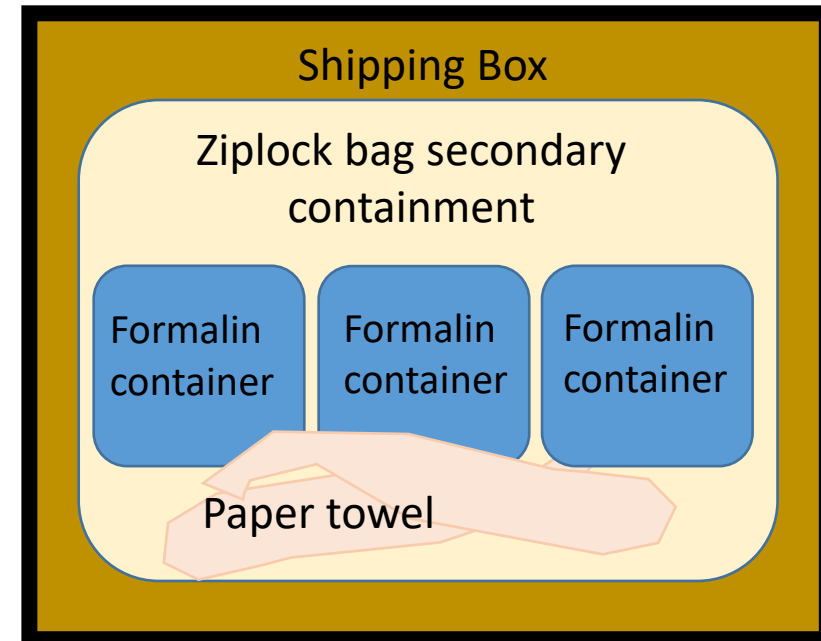 Shipping Box
Ziplock bag secondary
containment
Formalin
container
Formalin
container
Formalin
container
Paper towel